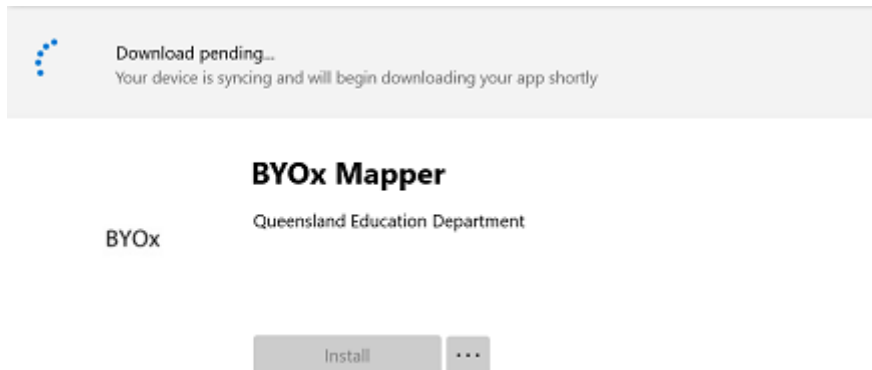 Download pending...
Your device is syncing and will begin downloading your app shortly
BYOx Mapper
Queensland Education Department
BYOx
Install
...